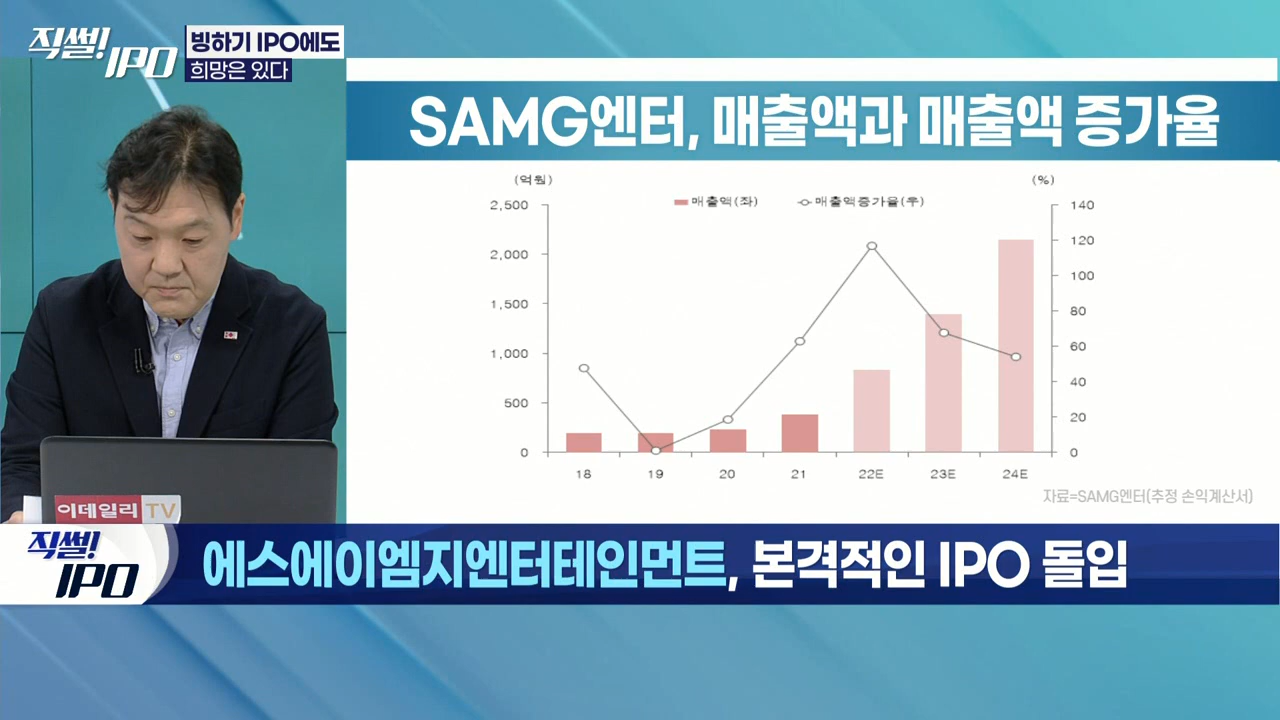 직썰!
IPO
빙하기 IPO에도
희망은 있다
SAMG엔터, 매출액과 매출액 증가율
(억원)
(%)
매출액(좌)
매출액증가율(우)
2,500
2,000
1,500
1,000
500
0
140
120
100
80
60
40
20
0
18
19
20
21
22E
23E
24E
자료=SAMG엔터(추정 손익계산서)
이데일리 TV
직썰!
IPO
에스에이엠지엔터테인먼트, 본격적인 IPO 돌입